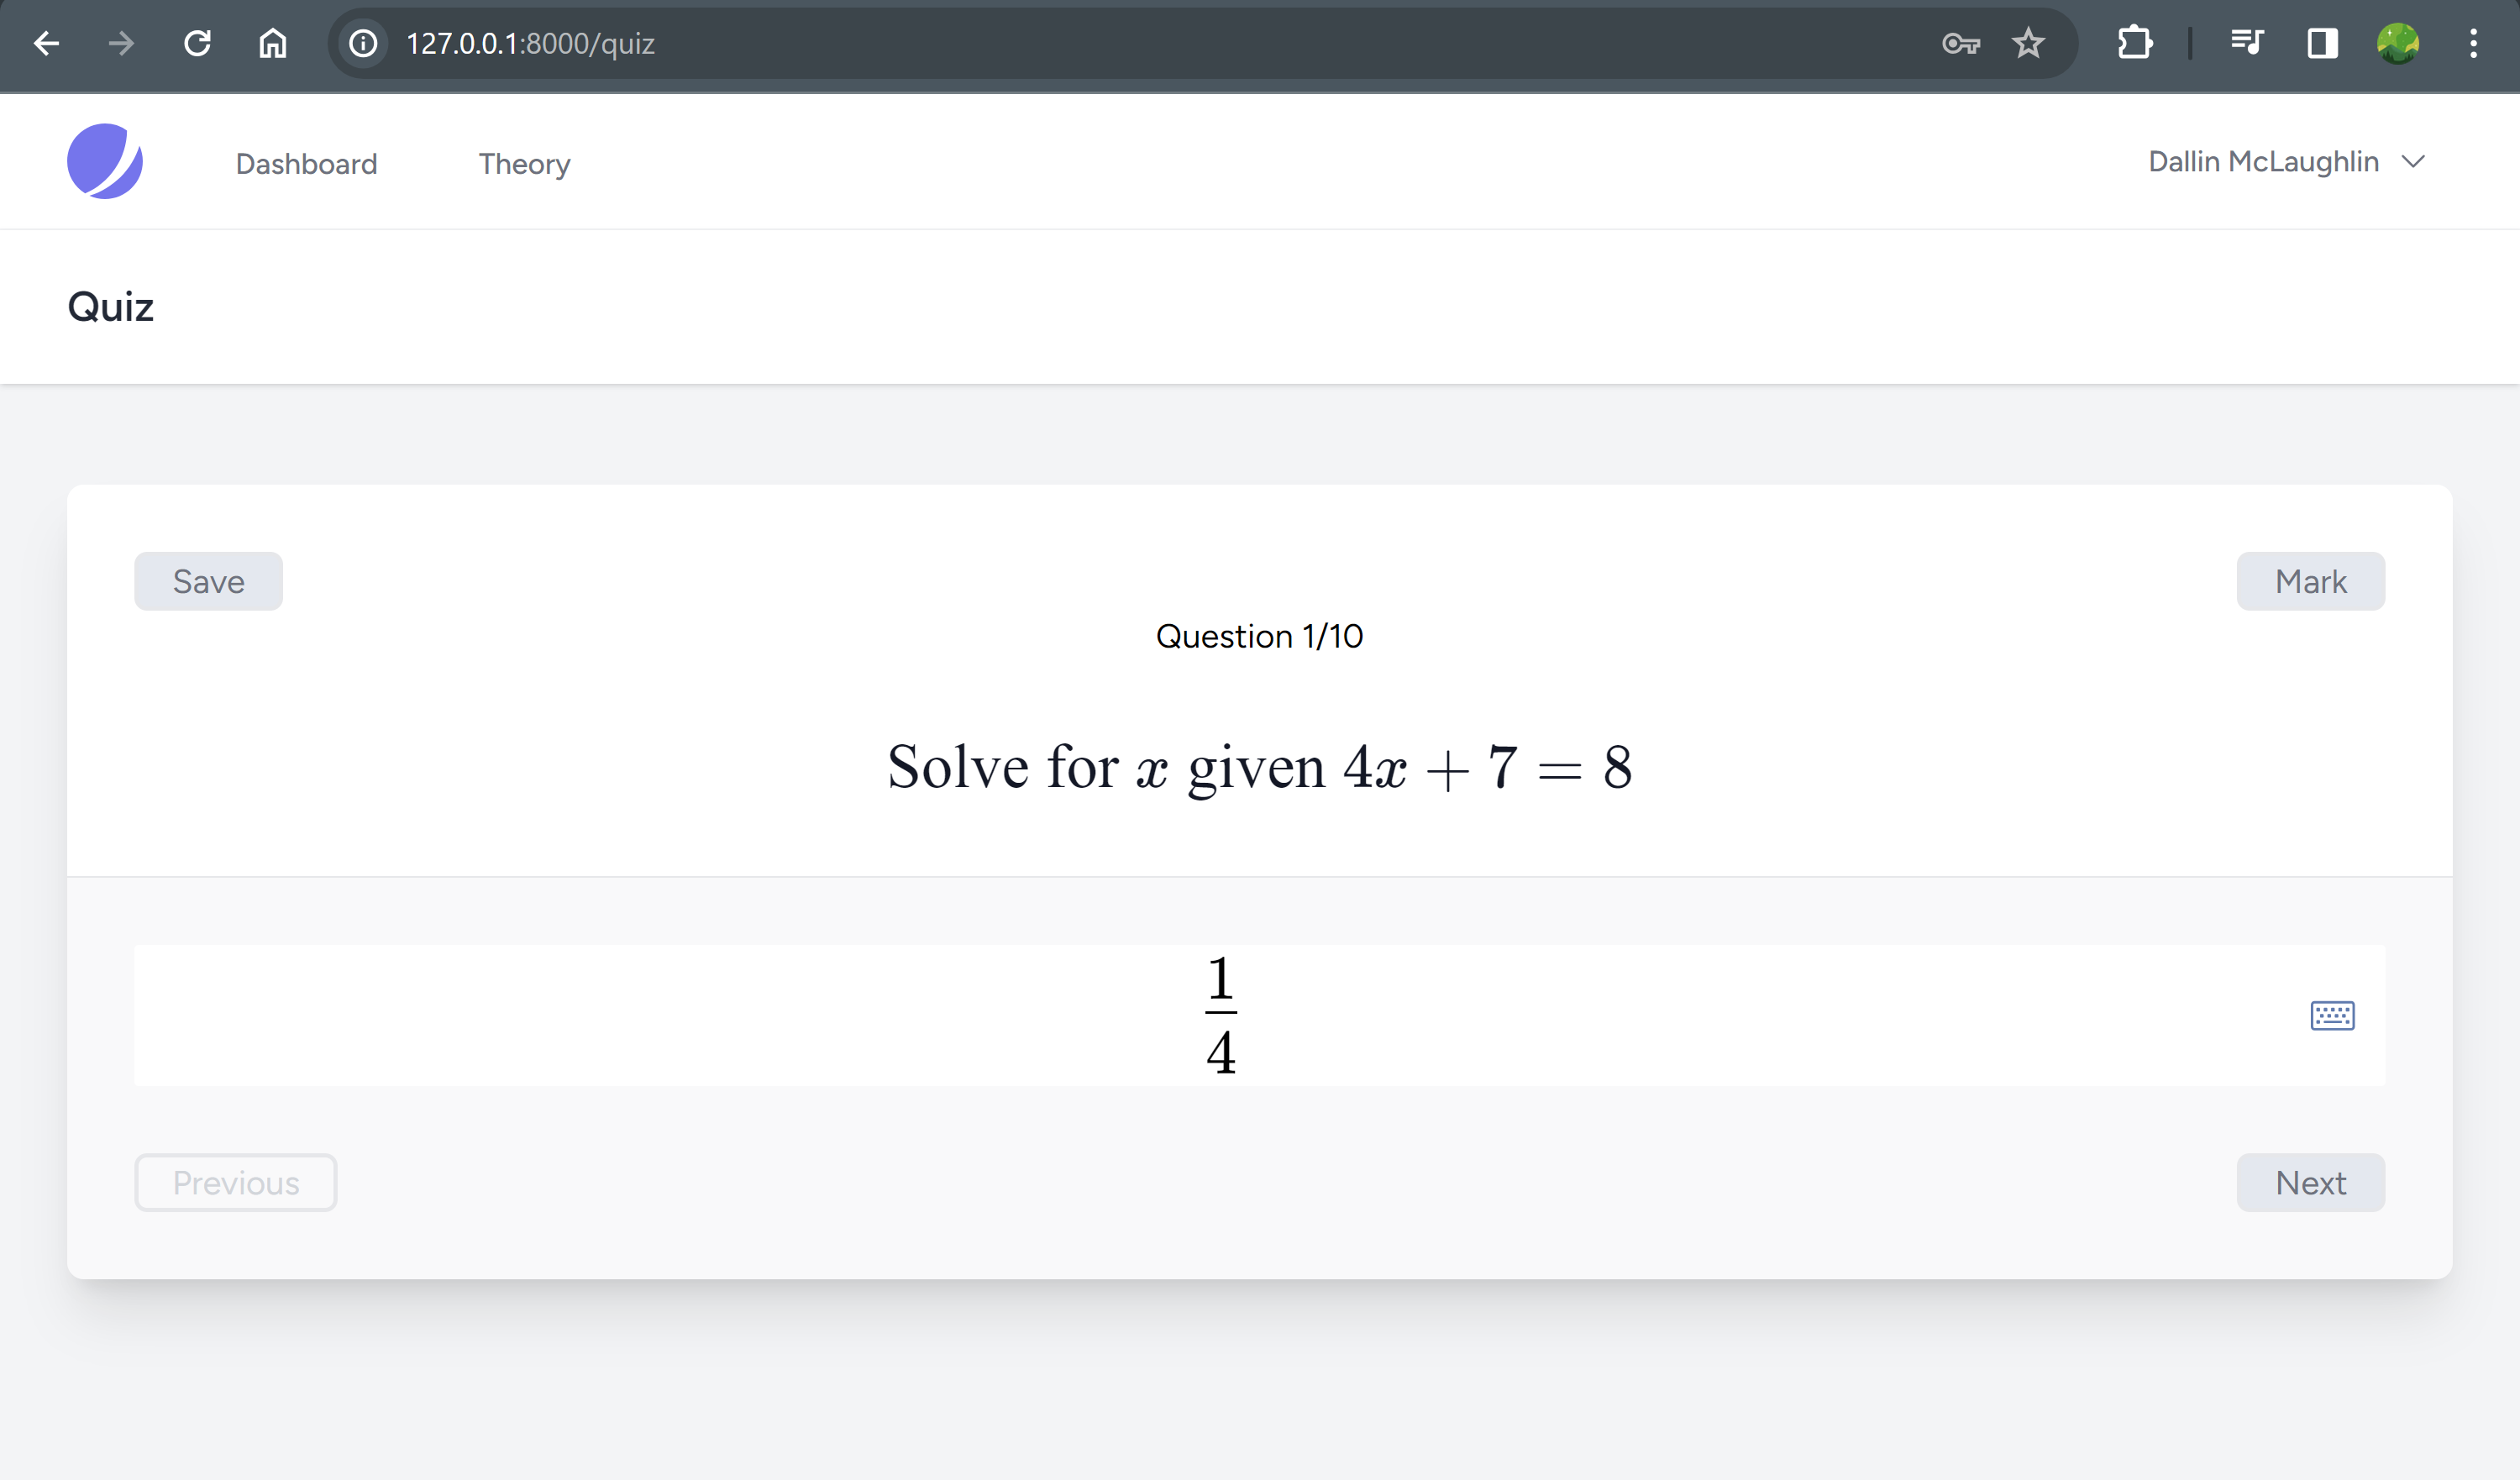 127.0.0.1:8000/quiz
Dashboard Theory Dallin McLaughlin
Quiz
Save Mark
Question 1/10
Solve for x given 4x + 7 = 8
1
4
Previous Next